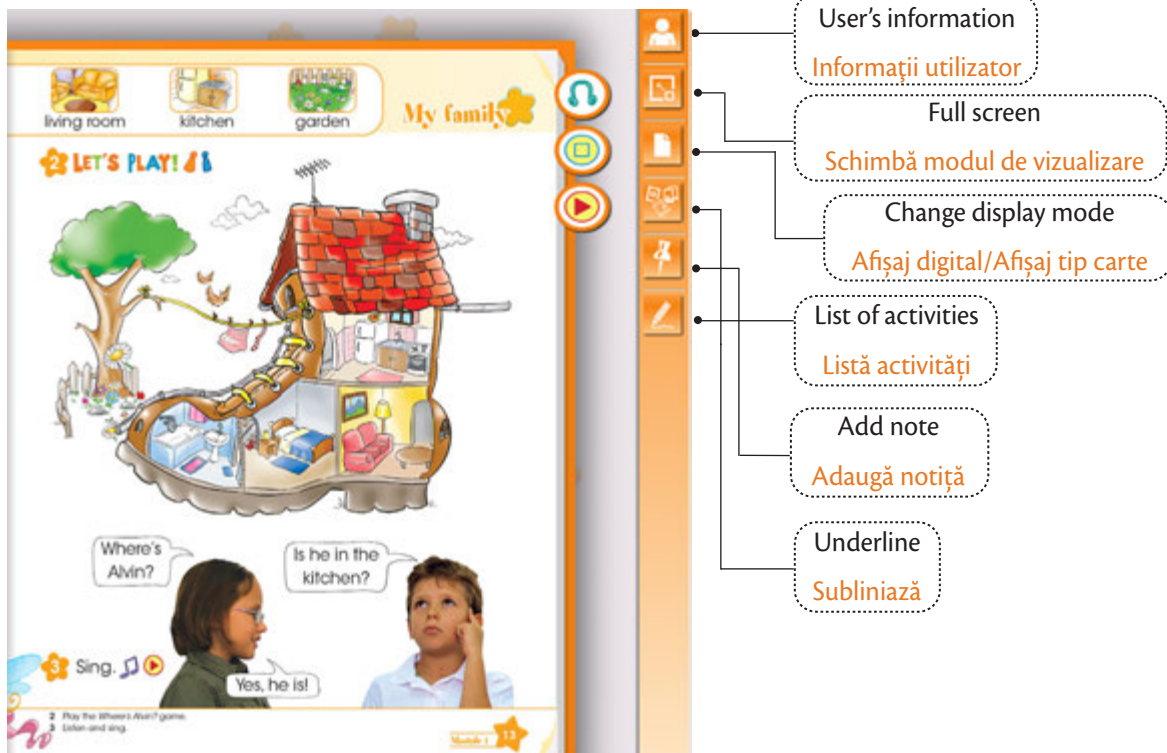 living room
kitchen
garden
My family
2 LET'S PLAY!
Where's
Alvin?
Is he in the
kitchen?
Yes, he is!
3 Sing.
2 Play the Where's Alvin? game.
3 Listen and sing.
Module 1
13
User's information
Informaţii utilizator
Full screen
Schimbă modul de vizualizare
Change display mode
Afișaj digital/Afișaj tip carte
List of activities
Listă activități
Add note
Adaugă notiță
Underline
Subliniază